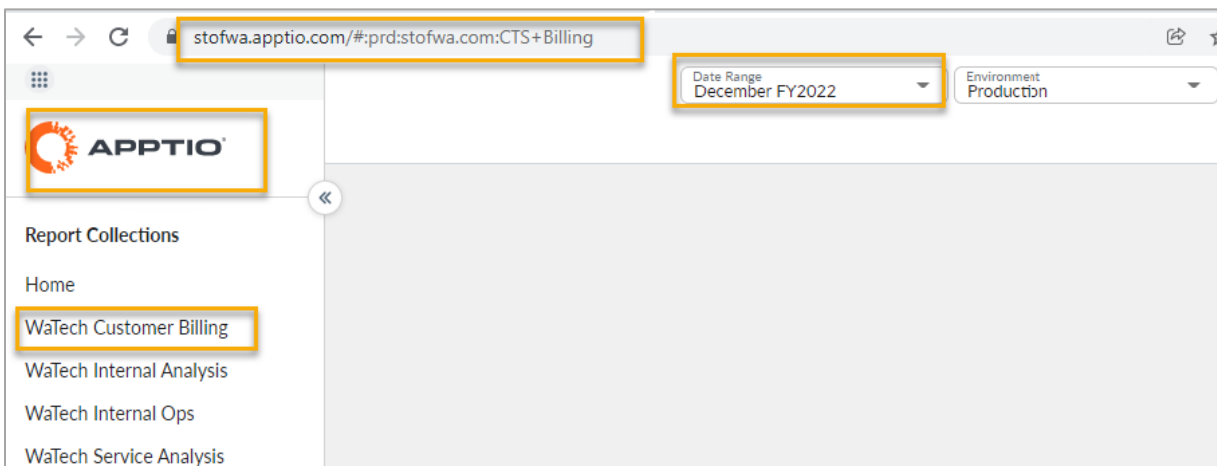 stofwa.apptio.com/#:prd:stofwa.com:CTS+Billing
Date Range
December FY2022
Environment
Production
APPTIO®
Report Collections
Home
WaTech Customer Billing
WaTech Internal Analysis
WaTech Internal Ops
WaTech Service Analysis